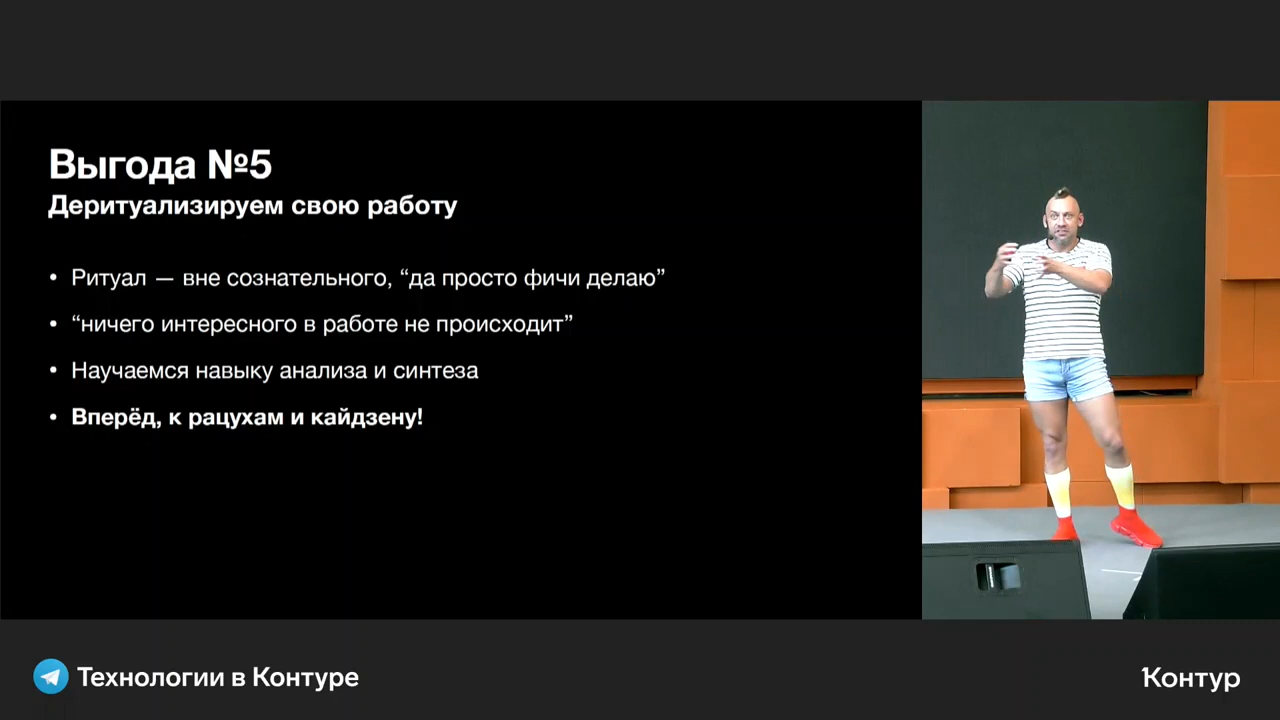 Выгода №5
Деритуализируем свою работу
• Ритуал — вне сознательного, “да просто фичи делаю”
• “ничего интересного в работе не происходит”
• Научаемся навыку анализа и синтеза
• Вперёд, к рацухам и кайдзену!
Технологии в Контуре
Контур